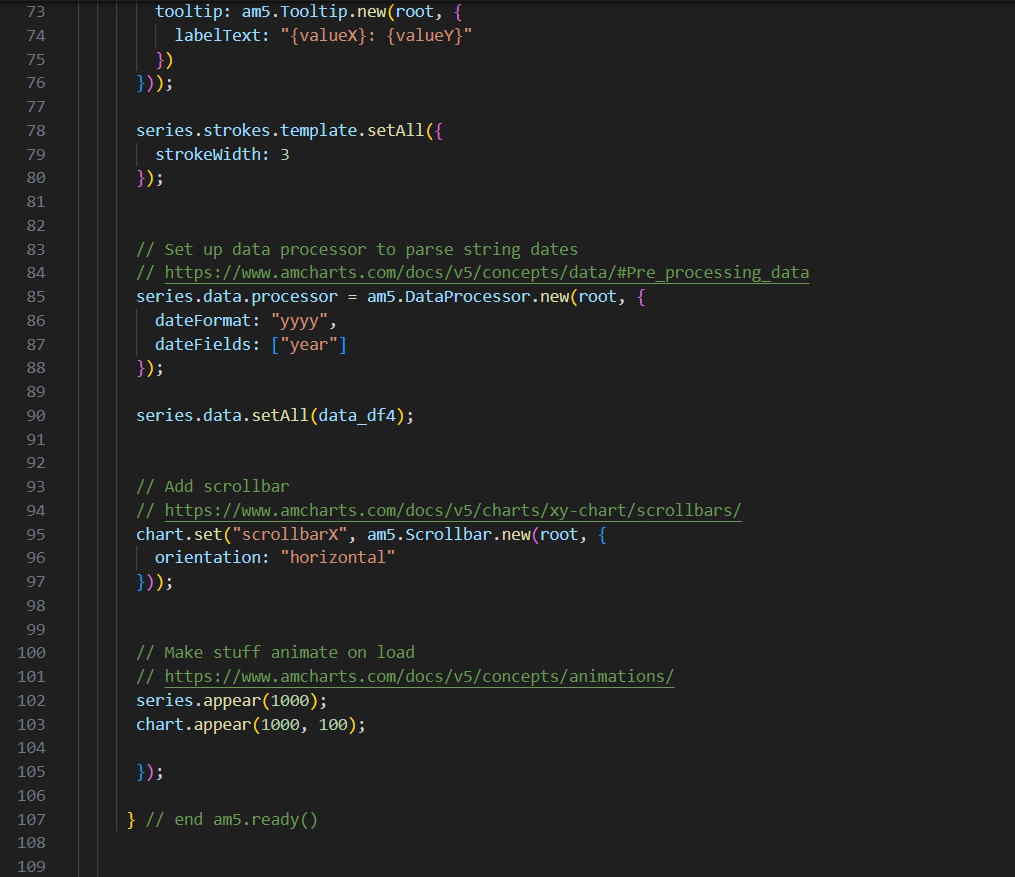 73 tooltip: am5.Tooltip.new(root, {
74 labelText: "{valueX}: {valueY}"
75 })
76 }));
77
78 series.strokes.template.setAll({
79 strokeWidth: 3
80 });
81
82
83 // Set up data processor to parse string dates
84 // https://www.amcharts.com/docs/v5/concepts/data/#Pre_processing_data
85 series.data.processor = am5.DataProcessor.new(root, {
86 dateFormat: "yyyy",
87 dateFields: ["year"]
88 });
89
90 series.data.setAll(data_df4);
91
92
93 // Add scrollbar
94 // https://www.amcharts.com/docs/v5/charts/xy-chart/scrollbars/
95 chart.set("scrollbarX", am5.Scrollbar.new(root, {
96 orientation: "horizontal"
97 }));
98
99
100 // Make stuff animate on load
101 // https://www.amcharts.com/docs/v5/concepts/animations/
102 series.appear(1000);
103 chart.appear(1000, 100);
104
105 });
106
107 } // end am5.ready()
108
109